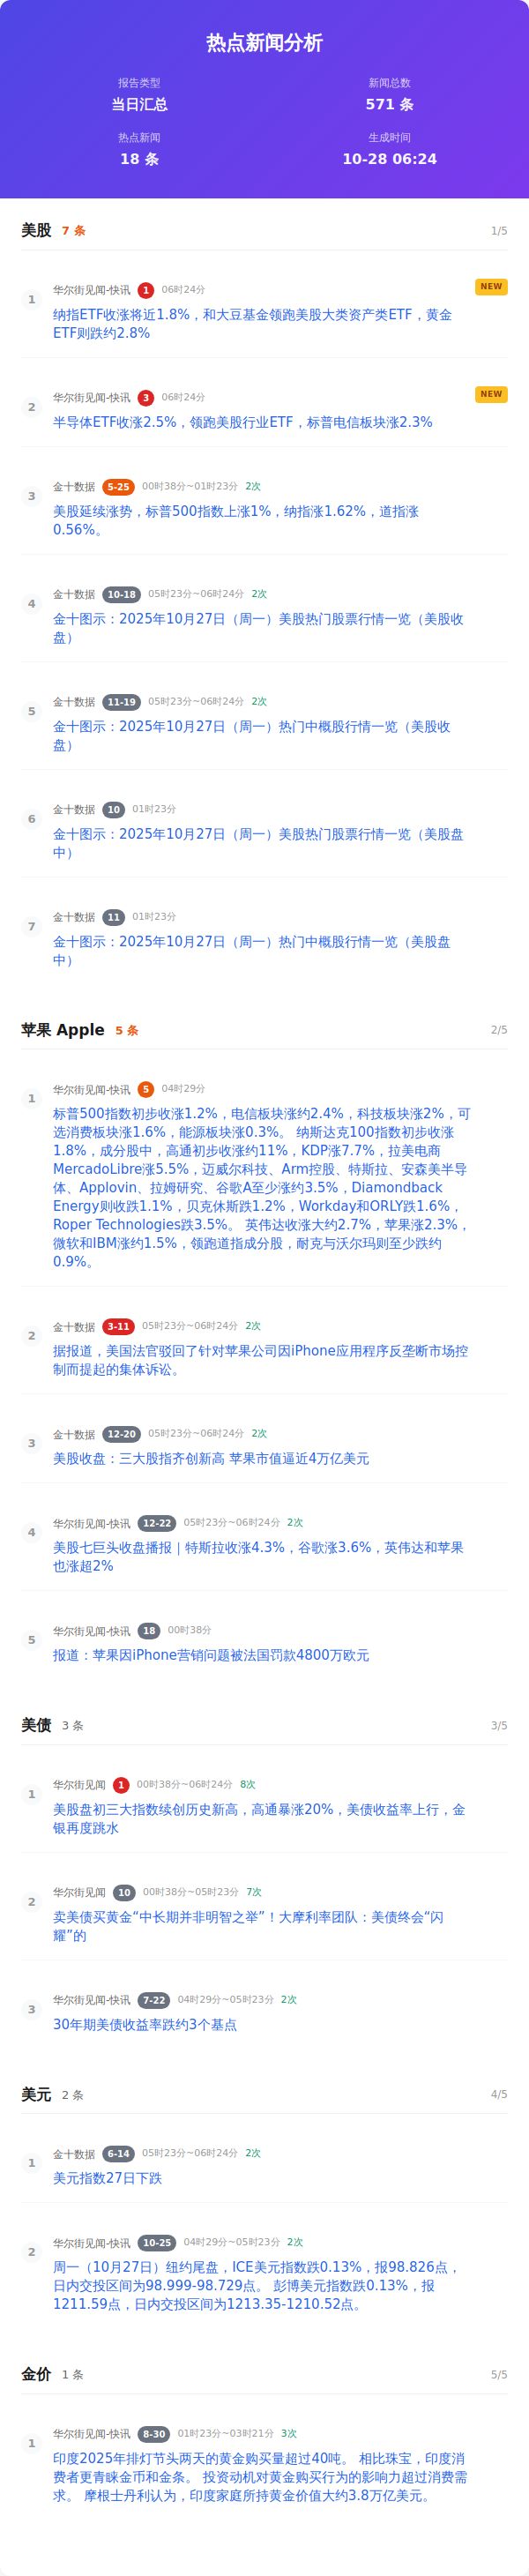 热点新闻分析
报告类型
当日汇总
新闻总数
571 条
热点新闻
18 条
生成时间
10-28 06:24
美股 7 条 1/5
1 华尔街见闻-快讯 1 06时24分 NEW
纳指ETF收涨将近1.8%，和大豆基金领跑美股大类资产类ETF，黄金
ETF则跌约2.8%
2 华尔街见闻-快讯 3 06时24分 NEW
半导体ETF收涨2.5%，领跑美股行业ETF，标普电信板块涨2.3%
3 金十数据 5-25 00时38分~01时23分 2次
美股延续涨势，标普500指数上涨1%，纳指涨1.62%，道指涨
0.56%。
4 金十数据 10-18 05时23分~06时24分 2次
金十图示：2025年10月27日（周一）美股热门股票行情一览（美股收
盘）
5 金十数据 11-19 05时23分~06时24分 2次
金十图示：2025年10月27日（周一）热门中概股行情一览（美股收
盘）
6 金十数据 10 01时23分
金十图示：2025年10月27日（周一）美股热门股票行情一览（美股盘
中）
7 金十数据 11 01时23分
金十图示：2025年10月27日（周一）热门中概股行情一览（美股盘
中）
苹果 Apple 5 条 2/5
1 华尔街见闻-快讯 5 04时29分
标普500指数初步收涨1.2%，电信板块涨约2.4%，科技板块涨2%，可
选消费板块涨1.6%，能源板块涨0.3%。 纳斯达克100指数初步收涨
1.8%，成分股中，高通初步收涨约11%，KDP涨7.7%，拉美电商
MercadoLibre涨5.5%，迈威尔科技、Arm控股、特斯拉、安森美半导
体、Applovin、拉姆研究、谷歌A至少涨约3.5%，Diamondback
Energy则收跌1.1%，贝克休斯跌1.2%，Workday和ORLY跌1.6%，
Roper Technologies跌3.5%。 英伟达收涨大约2.7%，苹果涨2.3%，
微软和IBM涨约1.5%，领跑道指成分股，耐克与沃尔玛则至少跌约
0.9%。
2 金十数据 3-11 05时23分~06时24分 2次
据报道，美国法官驳回了针对苹果公司因iPhone应用程序反垄断市场控
制而提起的集体诉讼。
3 金十数据 12-20 05时23分~06时24分 2次
美股收盘：三大股指齐创新高 苹果市值逼近4万亿美元
4 华尔街见闻-快讯 12-22 05时23分~06时24分 2次
美股七巨头收盘播报｜特斯拉收涨4.3%，谷歌涨3.6%，英伟达和苹果
也涨超2%
5 华尔街见闻-快讯 18 00时38分
报道：苹果因iPhone营销问题被法国罚款4800万欧元
美债 3 条 3/5
1 华尔街见闻 1 00时38分~06时24分 8次
美股盘初三大指数续创历史新高，高通暴涨20%，美债收益率上行，金
银再度跳水
2 华尔街见闻 10 00时38分~05时23分 7次
卖美债买黄金“中长期并非明智之举”！大摩利率团队：美债终会“闪
耀”的
3 华尔街见闻-快讯 7-22 04时29分~05时23分 2次
30年期美债收益率跌约3个基点
美元 2 条 4/5
1 金十数据 6-14 05时23分~06时24分 2次
美元指数27日下跌
2 华尔街见闻-快讯 10-25 04时29分~05时23分 2次
周一（10月27日）纽约尾盘，ICE美元指数跌0.13%，报98.826点，
日内交投区间为98.999-98.729点。 彭博美元指数跌0.13%，报
1211.59点，日内交投区间为1213.35-1210.52点。
金价 1 条 5/5
1 华尔街见闻-快讯 8-30 01时23分~03时21分 3次
印度2025年排灯节头两天的黄金购买量超过40吨。 相比珠宝，印度消
费者更青睐金币和金条。 投资动机对黄金购买行为的影响力超过消费需
求。 摩根士丹利认为，印度家庭所持黄金价值大约3.8万亿美元。